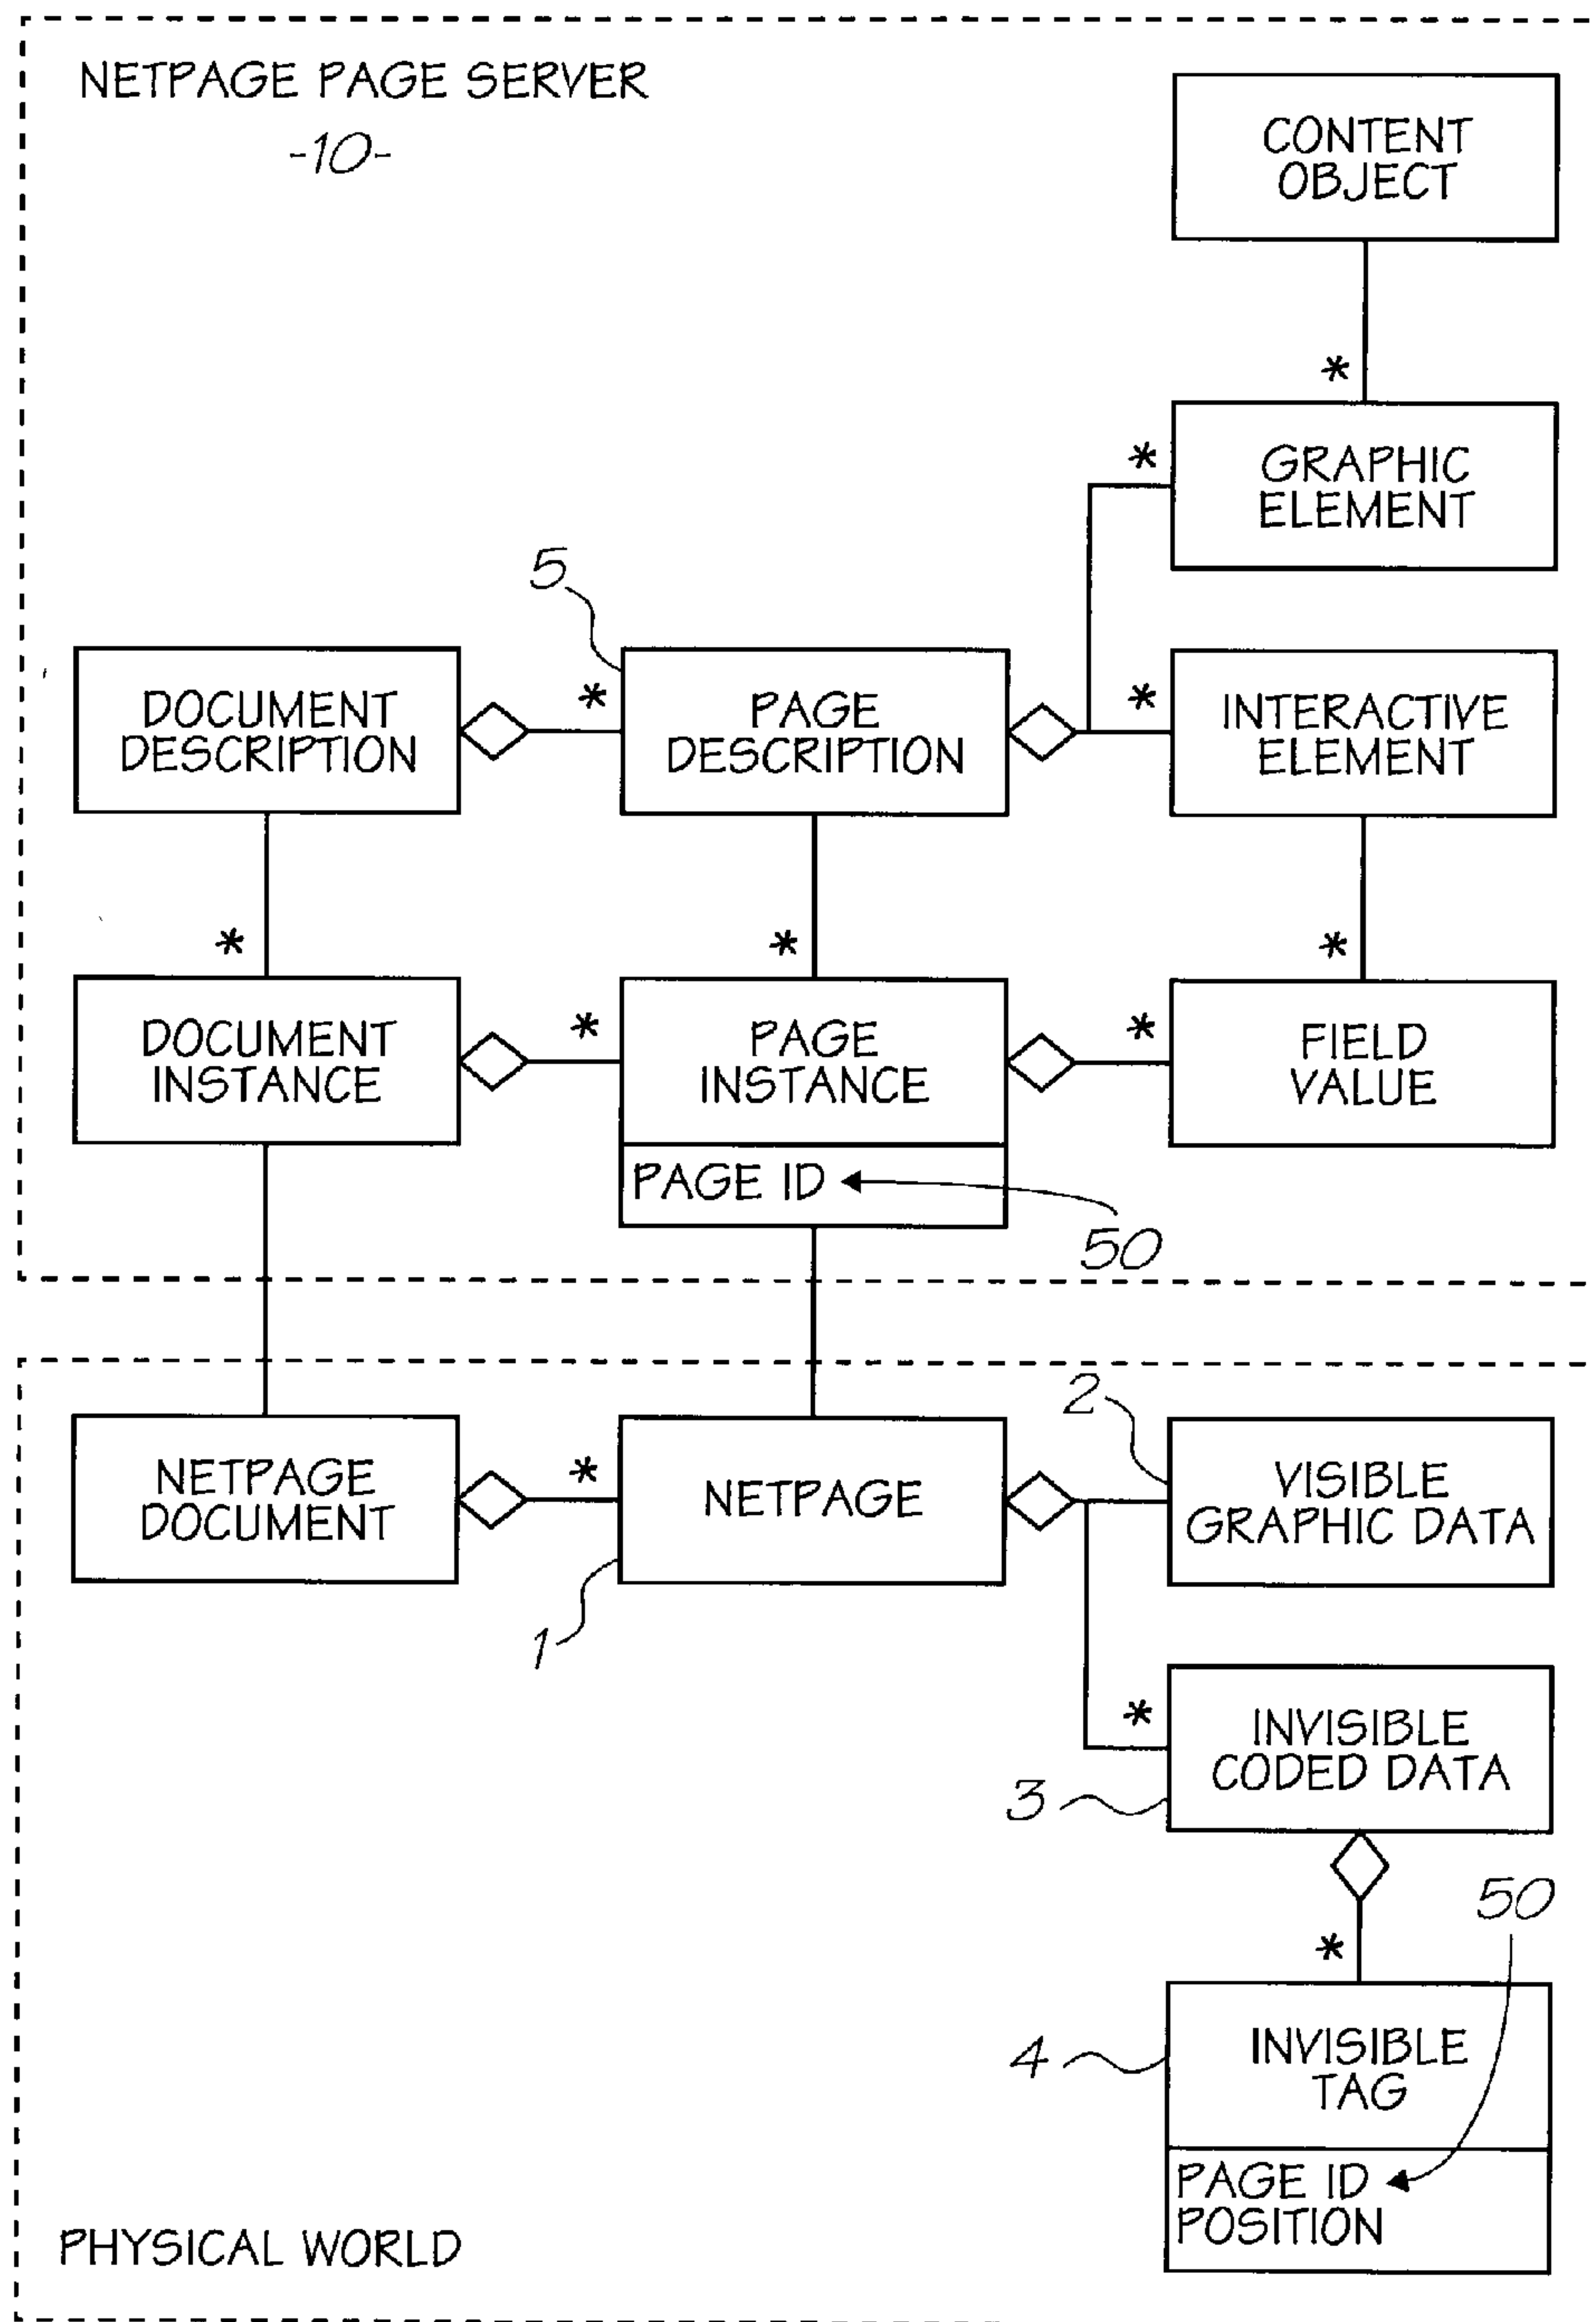 NETPAGE PAGE SERVER
-10-
CONTENT
OBJECT
*
*
GRAPHIC
ELEMENT
5
DOCUMENT
DESCRIPTION
*
PAGE
DESCRIPTION
*
INTERACTIVE
ELEMENT
*
*
*
DOCUMENT
INSTANCE
*
PAGE
INSTANCE
*
FIELD
VALUE
PAGE ID
50
2
NETPAGE
DOCUMENT
*
NETPAGE
VISIBLE
GRAPHIC DATA
1
*
INVISIBLE
CODED DATA
3
50
*
4
INVISIBLE
TAG
PAGE ID
POSITION
PHYSICAL WORLD